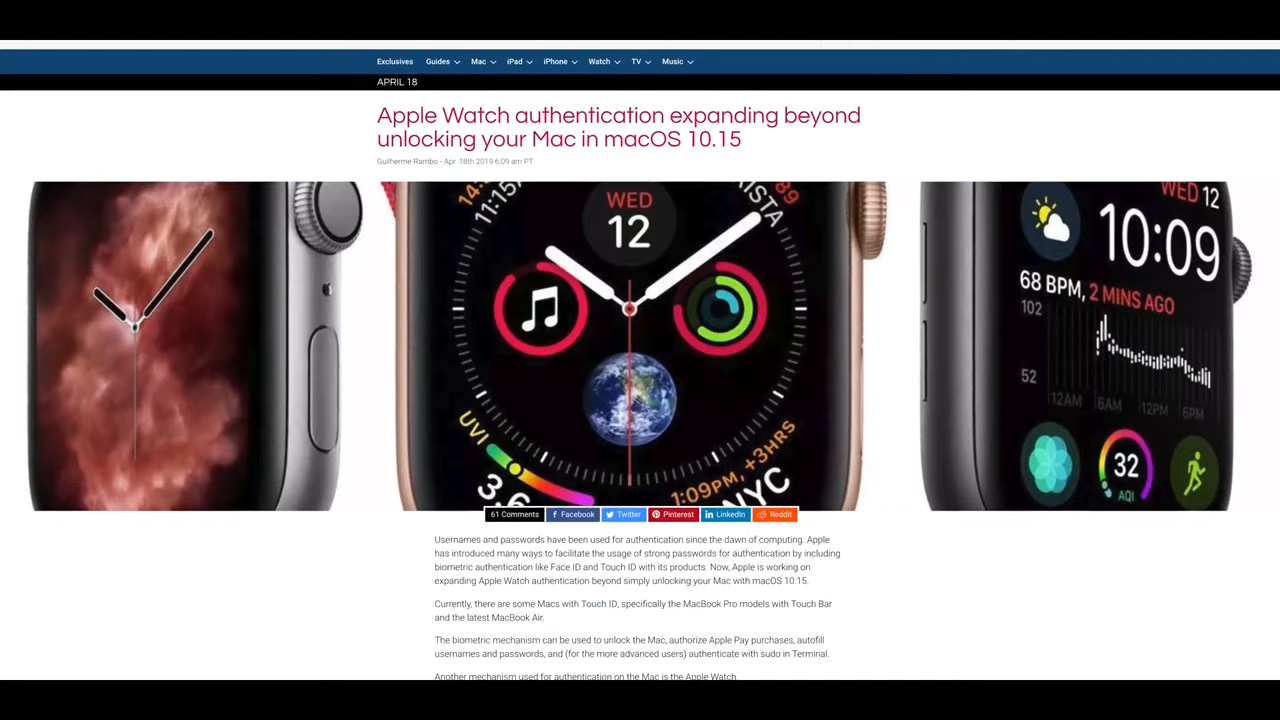 Exclusives Guides Mac iPad iPhone Watch TV Music
APRIL 18
Apple Watch authentication expanding beyond
unlocking your Mac in macOS 10.15
Guilherme Rambo - Apr. 18th 2019 6:09 am PT
11:15
WED
12
ISTA
89
UVI
3.6
1:09PM, +3HRS
NYC
WED 12
10:09
68 BPM, 2 MINS AGO
102
52
12AM 6AM 12PM 6PM
32
AQI
61 Comments Facebook Twitter Pinterest LinkedIn Reddit
Usernames and passwords have been used for authentication since the dawn of computing. Apple
has introduced many ways to facilitate the usage of strong passwords for authentication by including
biometric authentication like Face ID and Touch ID with its products. Now, Apple is working on
expanding Apple Watch authentication beyond simply unlocking your Mac with macOS 10.15.
Currently, there are some Macs with Touch ID, specifically the MacBook Pro models with Touch Bar
and the latest MacBook Air.
The biometric mechanism can be used to unlock the Mac, authorize Apple Pay purchases, autofill
usernames and passwords, and (for the more advanced users) authenticate with sudo in Terminal.
Another mechanism used for authentication on the Mac is the Apple Watch.